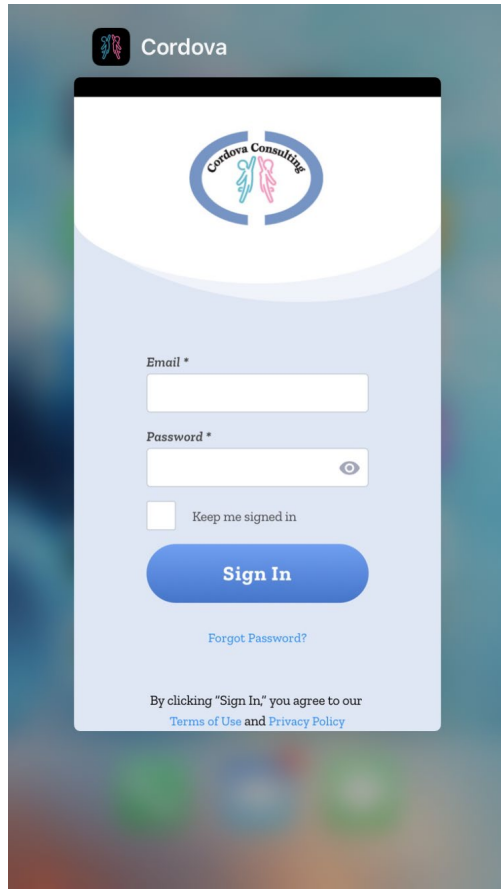 Cordova
Cordova Consulting
Email *
Password *
Keep me signed in
Sign In
Forgot Password?
By clicking “Sign In,” you agree to our
Terms of Use and Privacy Policy